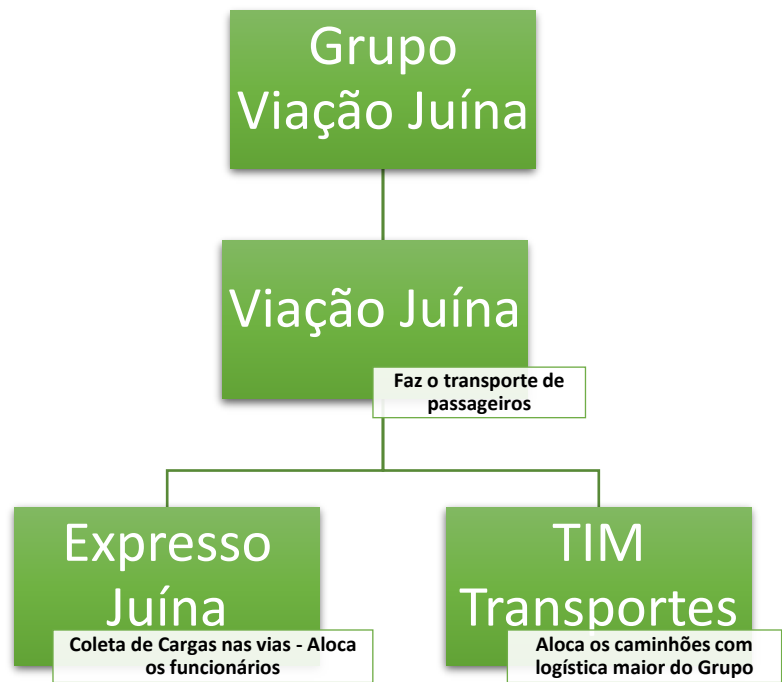 Grupo
Viação Juína
Viação Juína
Faz o transporte de
passageiros
Expresso
Juína
Coleta de Cargas nas vias - Aloca
os funcionários
TIM
Transportes
Aloca os caminhões com
logística maior do Grupo